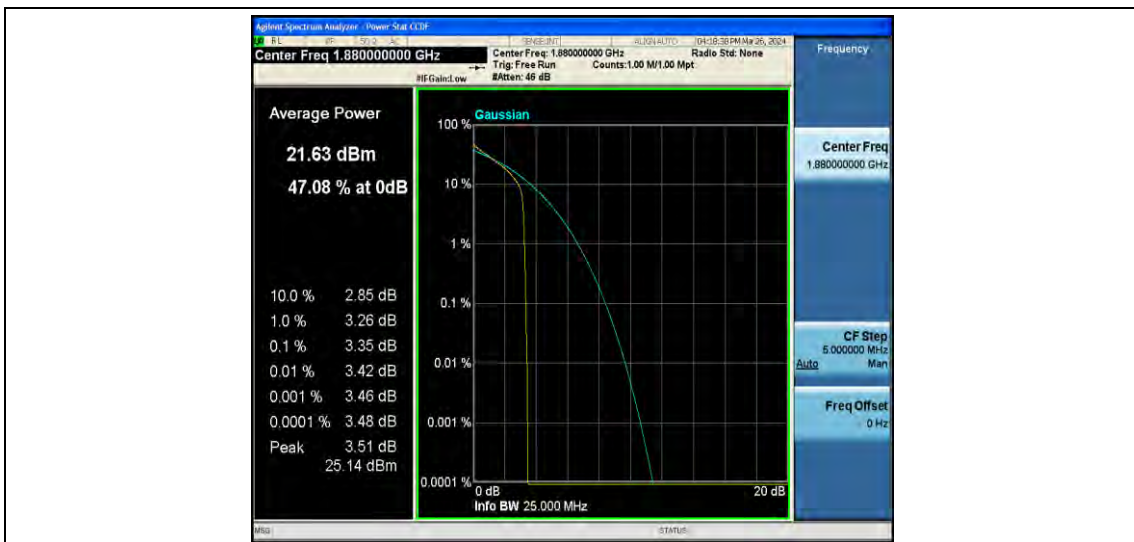 Agilent Spectrum Analyzer - Power Stat CCDF
RL RF 50 Ω AC SENSE:INT ALIGN AUTO 04:18:38 PM Mar 26, 2024
Center Freq 1.880000000 GHz
Center Freq: 1.880000000 GHz Radio Std: None
Trig: Free Run Counts:1.00 M/1.00 Mpt
#IFGain:Low #Atten: 46 dB
Frequency
Average Power
21.63 dBm
47.08 % at 0dB
10.0 % 2.85 dB
1.0 % 3.26 dB
0.1 % 3.35 dB
0.01 % 3.42 dB
0.001 % 3.46 dB
0.0001 % 3.48 dB
Peak 3.51 dB
25.14 dBm
Gaussian
100 %
10 %
1 %
0.1 %
0.01 %
0.001 %
0.0001 %
0 dB 20 dB
Info BW 25.000 MHz
Center Freq
1.880000000 GHz
CF Step
5.000000 MHz
Auto Man
Freq Offset
0 Hz
MSG STATUS